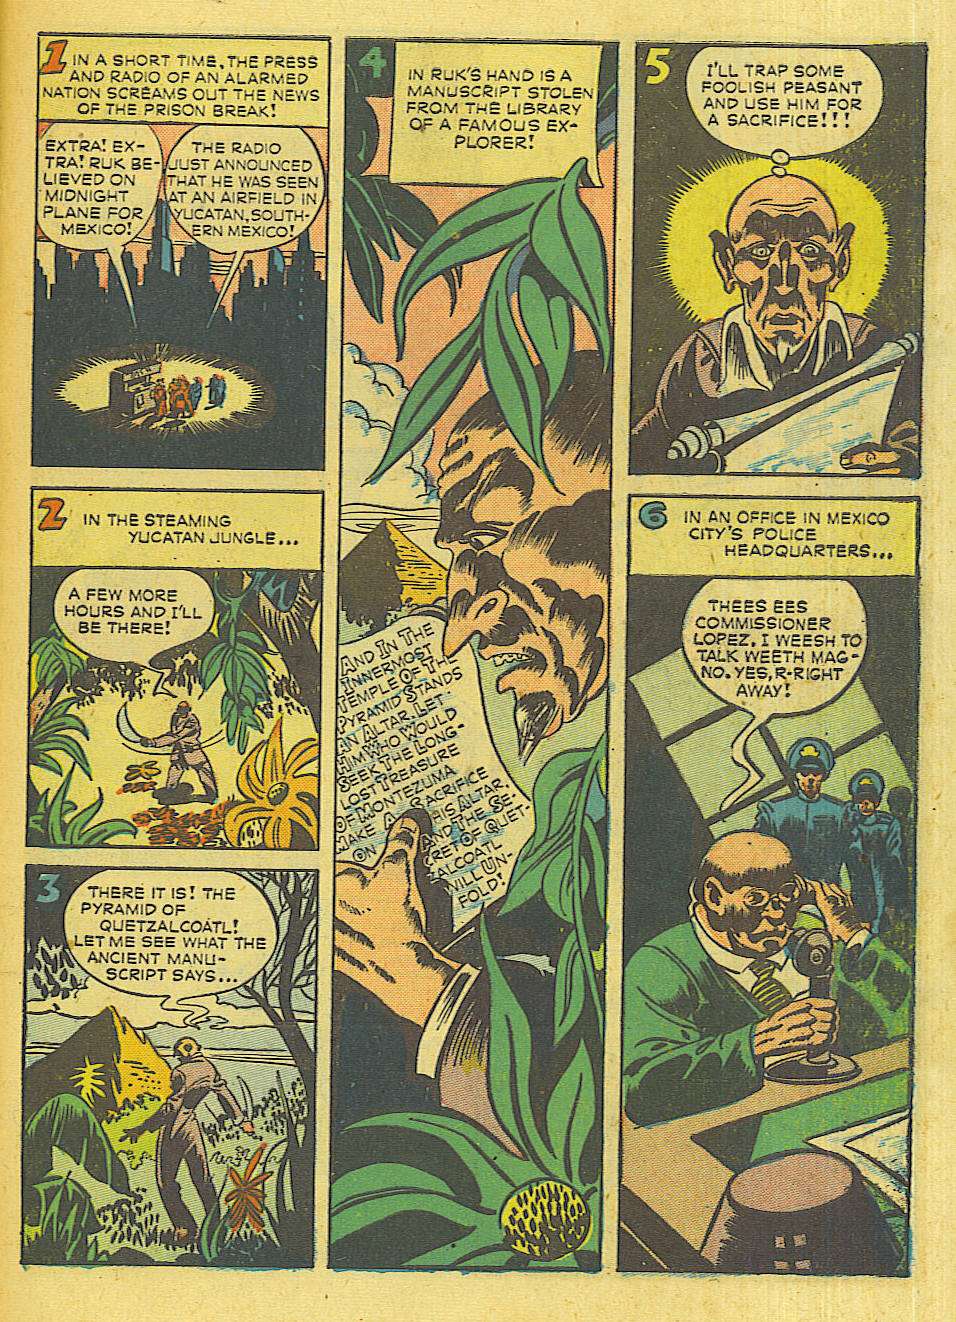 1
IN A SHORT TIME, THE PRESS
AND RADIO OF AN ALARMED
NATION SCREAMS OUT THE NEWS
OF THE PRISON BREAK!
EXTRA! EX-
TRA! RUK BE-
LIEVED ON
MIDNIGHT
PLANE FOR
MEXICO!
THE RADIO
JUST ANNOUNCED
THAT HE WAS SEEN
AT AN AIRFIELD IN
YUCATAN, SOUTH-
ERN MEXICO!
2
IN THE STEAMING
YUCATAN JUNGLE...
A FEW MORE
HOURS AND I'LL
BE THERE!
3
THERE IT IS! THE
PYRAMID OF
QUETZALCOÁTL!
LET ME SEE WHAT THE
ANCIENT MANU-
SCRIPT SAYS...
4
IN RUK'S HAND IS A
MANUSCRIPT STOLEN
FROM THE LIBRARY
OF A FAMOUS EX-
PLORER!
AND IN THE
INNERMOST
TEMPLE OF THE
PYRAMID STANDS
AN ALTAR. LET
HIM WHO WOULD
SEEK THE LONG-
LOST TREASURE
OF MONTEZUMA
MAKE A SACRIFICE
ON THIS ALTAR,
AND THE SE-
CRET OF QUET-
ZALCOATL
WILL UN-
FOLD!
5
I'LL TRAP SOME
FOOLISH PEASANT
AND USE HIM FOR
A SACRIFICE!!!
6
IN AN OFFICE IN MEXICO
CITY'S POLICE
HEADQUARTERS...
THEES EES
COMMISSIONER
LOPEZ. I WEESH TO
TALK WEETH MAG-
NO. YES, R-RIGHT
AWAY!